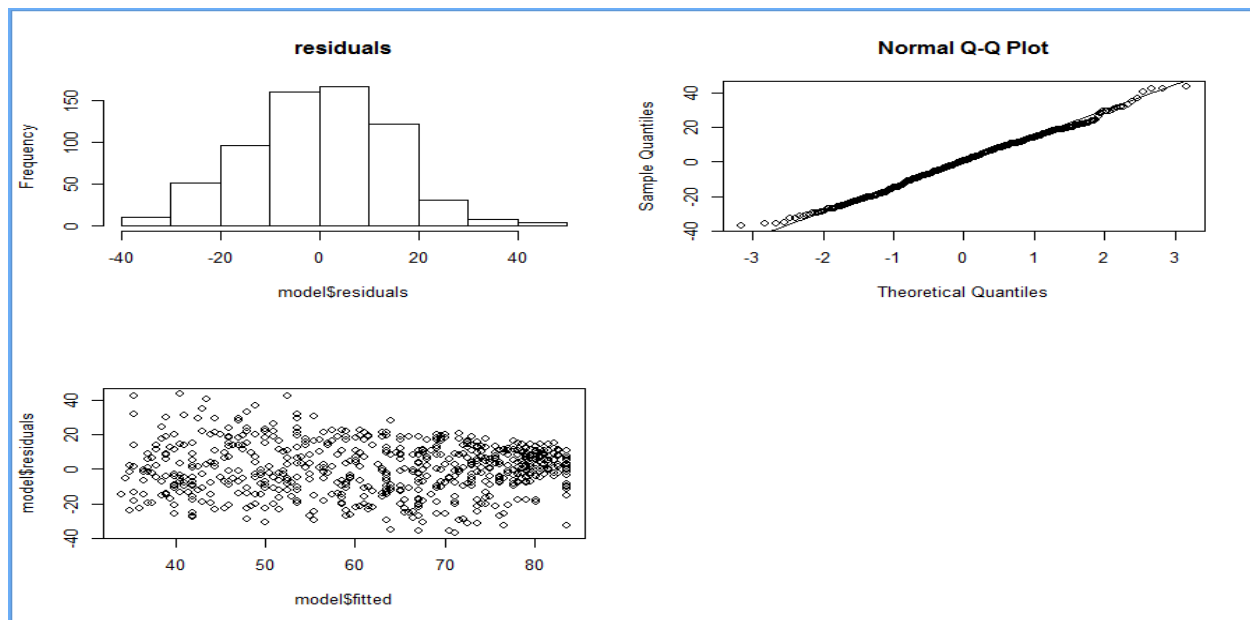 residuals
Frequency
150
100
50
0
-40 -20 0 20 40
model$residuals
Normal Q-Q Plot
Sample Quantiles
40
20
0
-20
-40
-3 -2 -1 0 1 2 3
Theoretical Quantiles
model$residuals
40
20
0
-20
-40
40 50 60 70 80
model$fitted